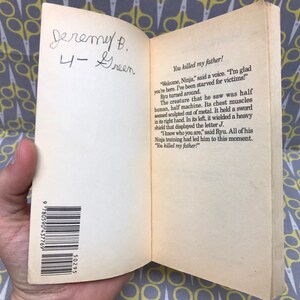 Jeremy B.
4 - Green
50295
You killed my father!
"Welcome, Ninja," said a voice. "I'm glad
you're here. I've been starved for victims!"
Ryu turned around.
The creature that he saw was half
human, half machine. Its chest muscles
seemed sculpted out of metal. It held a sword
in its right hand. In its left, it wielded a heavy
shield that displayed the letter J.
"I know who you are," said Ryu. All of his
Ninja training had led him to this moment.
"You killed my father!"